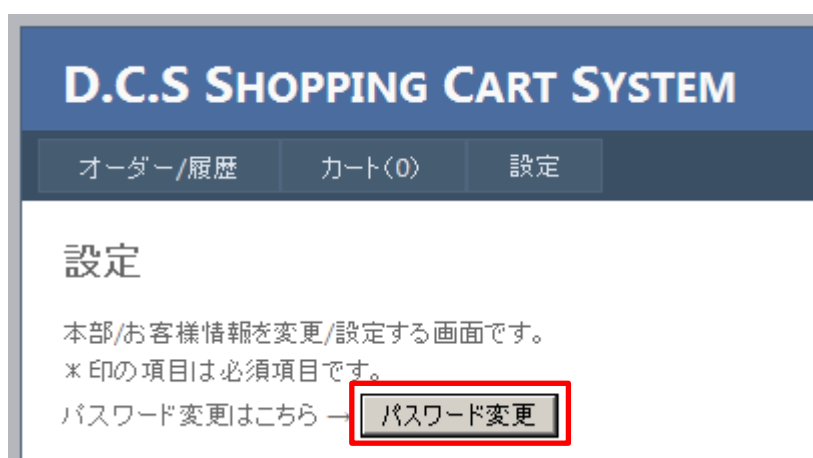 D.C.S SHOPPING CART SYSTEM
オーダー/履歴 カート(0) 設定
設定
本部/お客様情報を変更/設定する画面です。
＊印の項目は必須項目です。
パスワード変更はこちら → パスワード変更